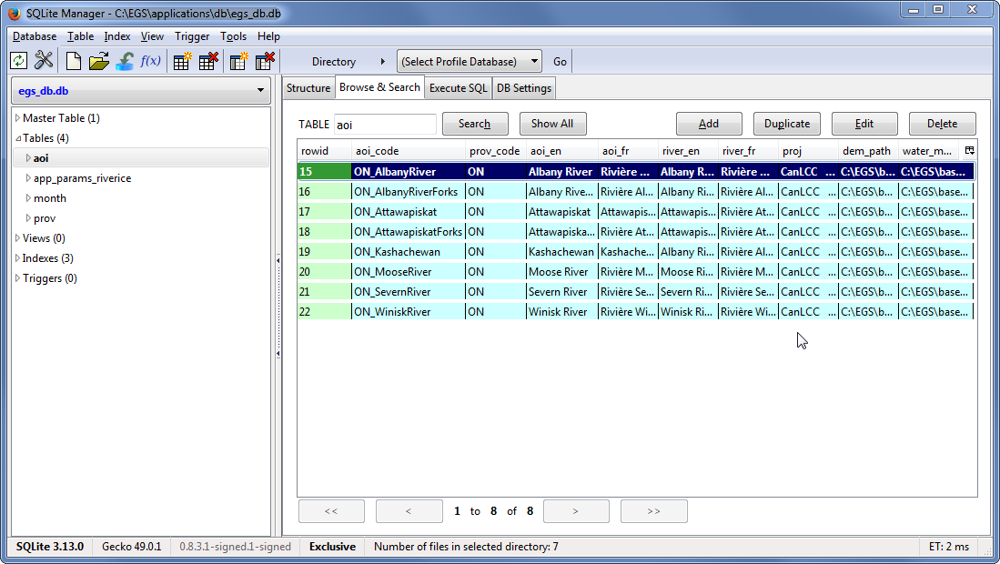 SQLite Manager - C:\EGS\applications\db\egs_db.db
Database Table Index View Trigger Tools Help
f(x) Directory (Select Profile Database) Go
egs_db.db
Master Table (1)
Tables (4)
aoi
app_params_riverice
month
prov
Views (0)
Indexes (3)
Triggers (0)
Structure Browse & Search Execute SQL DB Settings
TABLE aoi Search Show All Add Duplicate Edit Delete
rowid aoi_code prov_code aoi_en aoi_fr river_en river_fr proj dem_path water_m...
15 ON_AlbanyRiver ON Albany River Rivière ... Albany R... Rivière ... CanLCC ... C:\EGS\b... C:\EGS\bas...
16 ON_AlbanyRiverForks ON Albany Rive... Rivière Al... Albany Ri... Rivière Al... CanLCC ... C:\EGS\b... C:\EGS\base...
17 ON_Attawapiskat ON Attawapiskat Attawapis... Attawapis... Rivière At... CanLCC ... C:\EGS\b... C:\EGS\base...
18 ON_AttawapiskatForks ON Attawapiska... Rivière At... Attawapis... Rivière At... CanLCC ... C:\EGS\b... C:\EGS\base...
19 ON_Kashachewan ON Kashachewan Kashache... Albany Ri... Rivière Al... CanLCC ... C:\EGS\b... C:\EGS\base...
20 ON_MooseRiver ON Moose River Rivière M... Moose Ri... Rivière M... CanLCC ... C:\EGS\b... C:\EGS\base...
21 ON_SevernRiver ON Severn River Rivière Se... Severn Ri... Rivière Se... CanLCC ... C:\EGS\b... C:\EGS\base...
22 ON_WiniskRiver ON Winisk River Rivière Wi... Winisk Ri... Rivière Wi... CanLCC ... C:\EGS\b... C:\EGS\base...
<< < 1 to 8 of 8 > >>
SQLite 3.13.0 Gecko 49.0.1 0.8.3.1-signed.1-signed Exclusive Number of files in selected directory: 7 ET: 2 ms